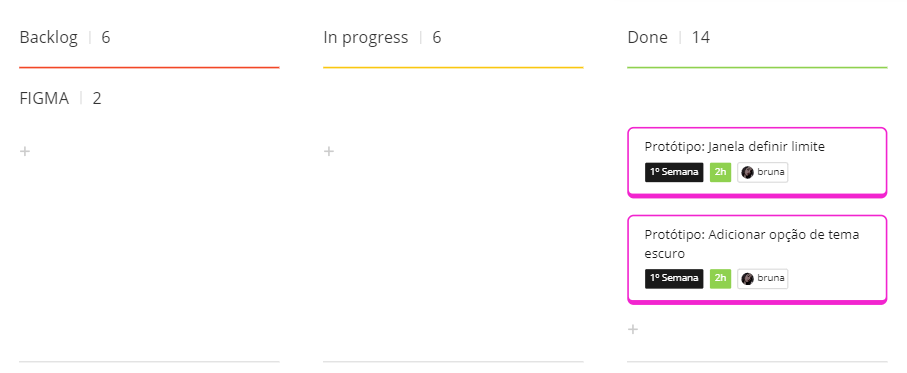 Backlog | 6
In progress | 6
Done | 14
FIGMA | 2
+
+
Protótipo: Janela definir limite
1º Semana 2h bruna
Protótipo: Adicionar opção de tema
escuro
1º Semana 2h bruna
+